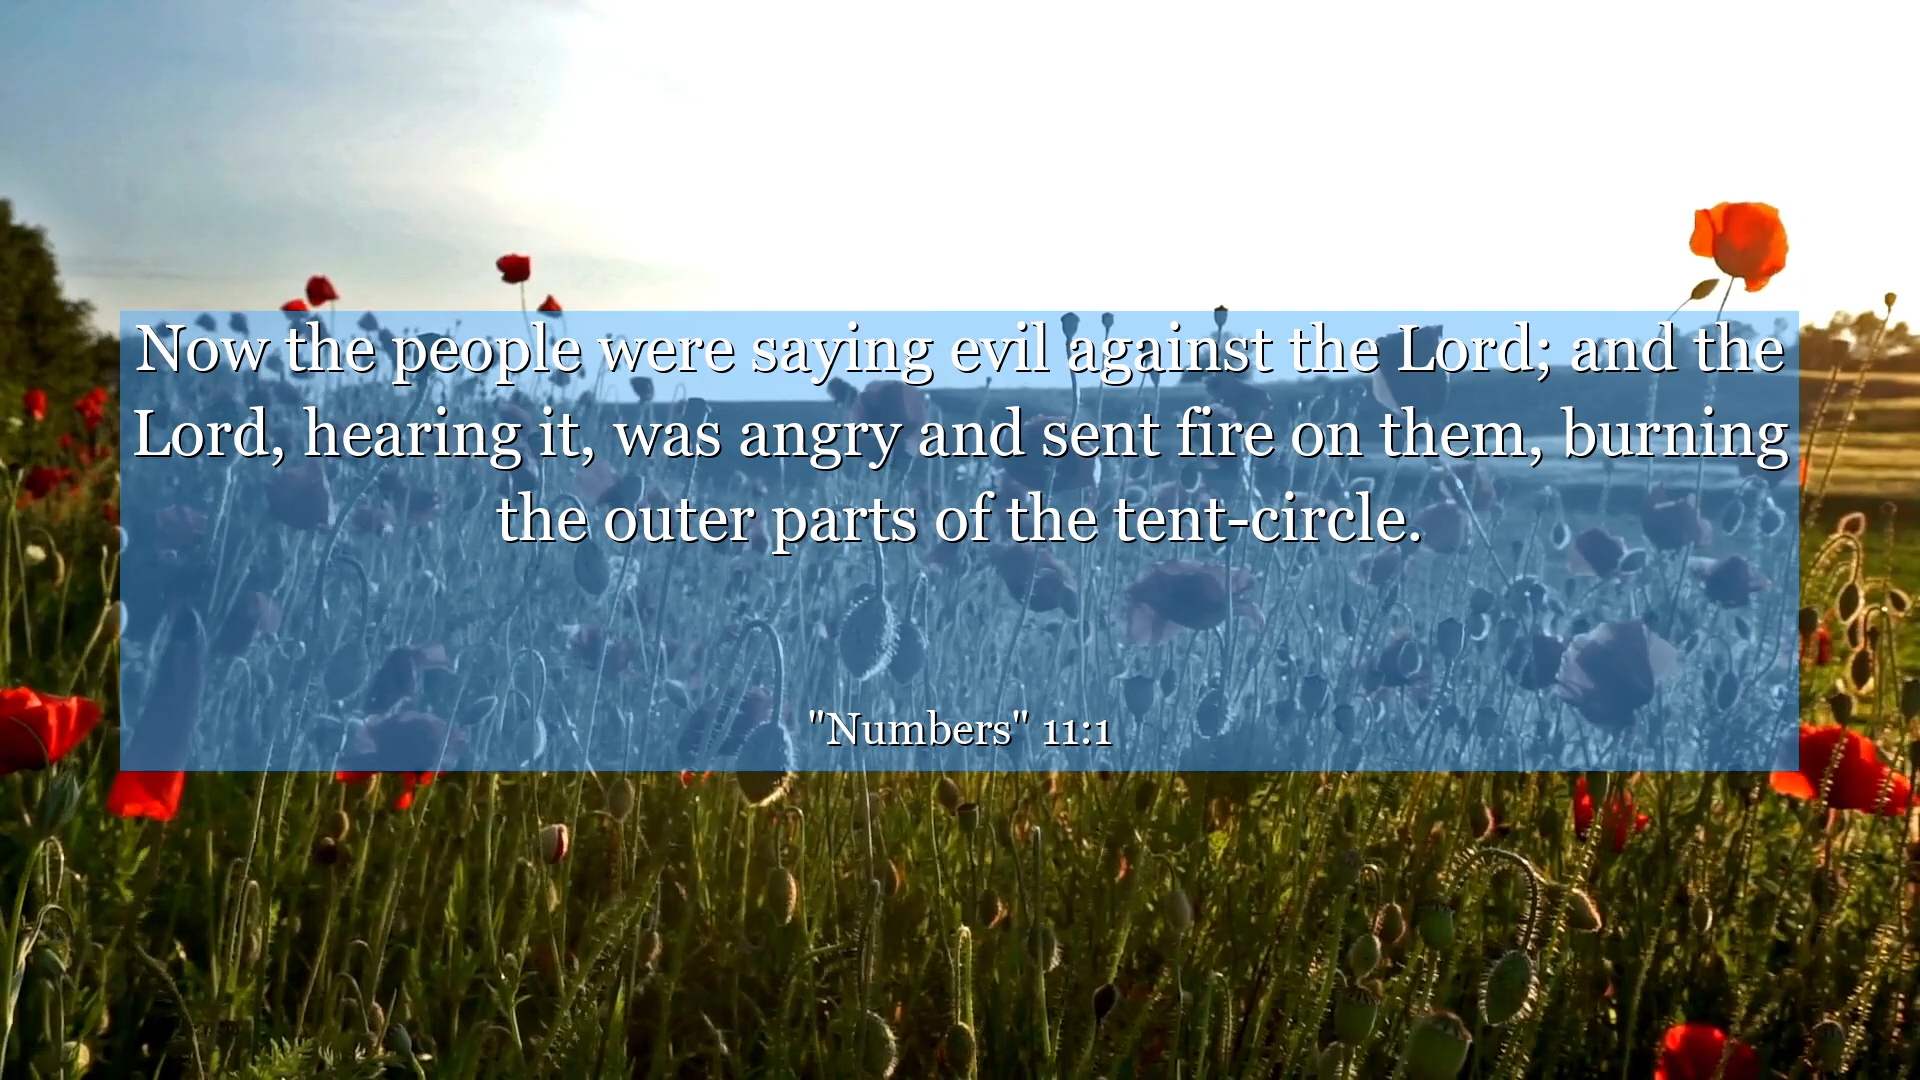 Now the people were saying evil against the Lord; and the
Lord, hearing it, was angry and sent fire on them, burning
the outer parts of the tent-circle.
"Numbers" 11:1